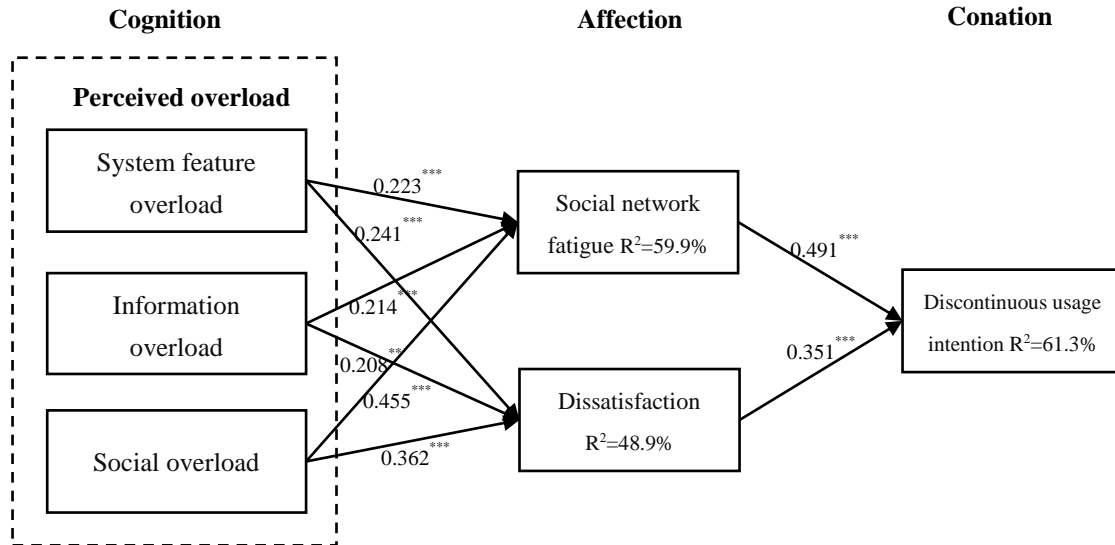 Cognition
Affection
Conation
Perceived overload
System feature
overload
0.223***
0.241***
Social network
fatigue R²=59.9%
0.491***
Information
overload
0.214***
0.208**
Discontinuous usage
intention R²=61.3%
0.351***
0.455***
Dissatisfaction
R²=48.9%
Social overload
0.362***